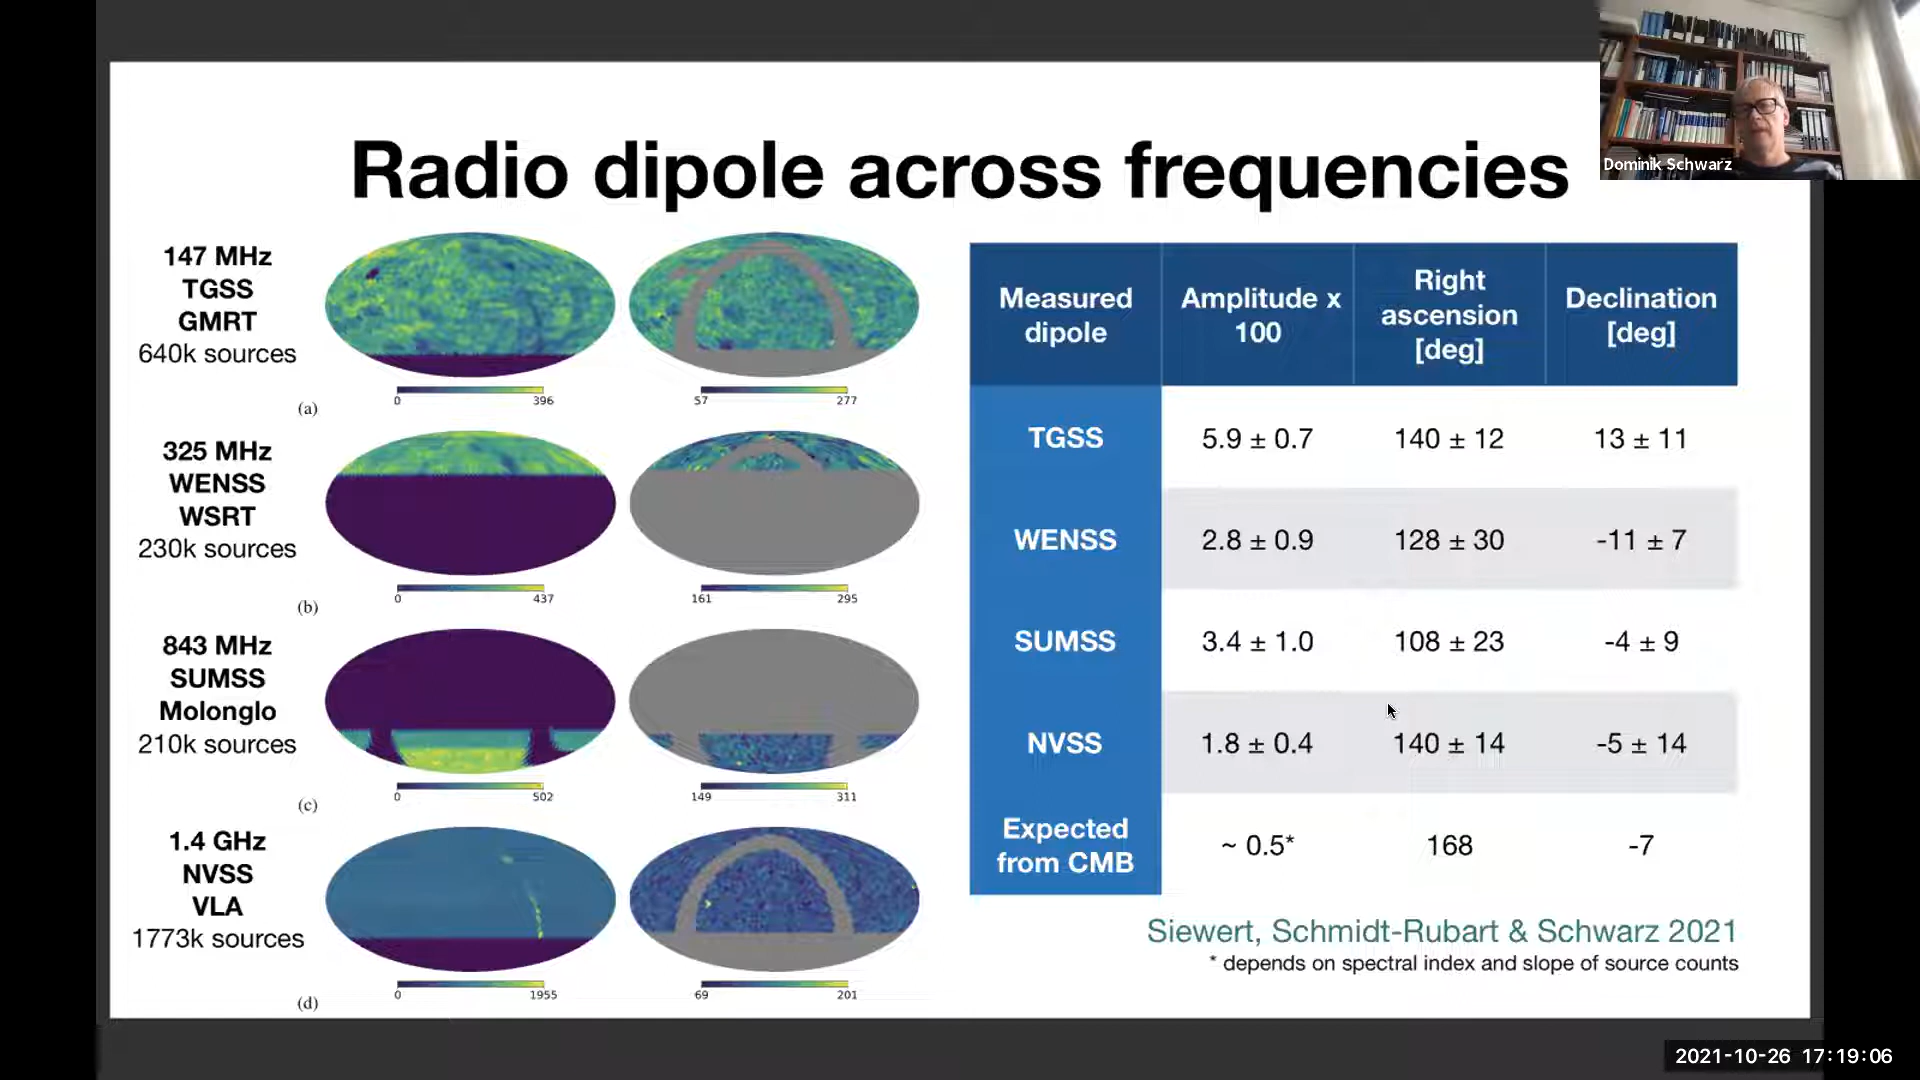 Dominik Schwarz
Radio dipole across frequencies
147 MHz
TGSS
GMRT
640k sources
0 396
57 277
(a)
325 MHz
WENSS
WSRT
230k sources
0 437
161 295
(b)
843 MHz
SUMSS
Molonglo
210k sources
0 502
149 311
(c)
1.4 GHz
NVSS
VLA
1773k sources
0 1955
69 201
(d)
Measured
dipole
Amplitude x
100
Right
ascension
[deg]
Declination
[deg]
TGSS 5.9 ± 0.7 140 ± 12 13 ± 11
WENSS 2.8 ± 0.9 128 ± 30 -11 ± 7
SUMSS 3.4 ± 1.0 108 ± 23 -4 ± 9
NVSS 1.8 ± 0.4 140 ± 14 -5 ± 14
Expected
from CMB
~ 0.5* 168 -7
Siewert, Schmidt-Rubart & Schwarz 2021
* depends on spectral index and slope of source counts
2021-10-26 17:19:06